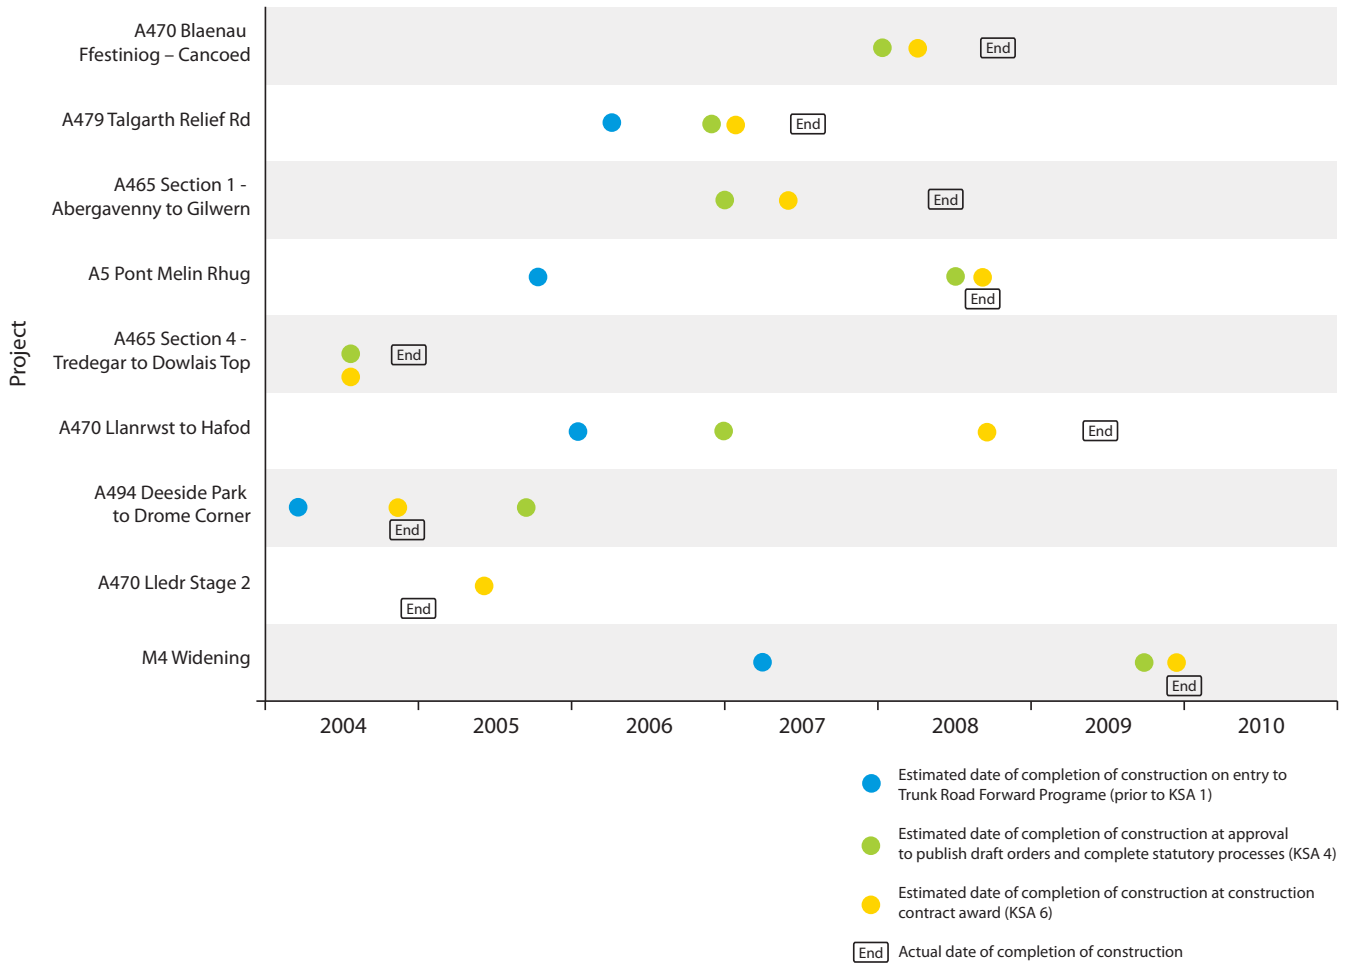 A470 Blaenau
Ffestiniog – Cancoed
End
A479 Talgarth Relief Rd
End
A465 Section 1 -
Abergavenny to Gilwern
End
A5 Pont Melin Rhug
End
A465 Section 4 -
Tredegar to Dowlais Top
End
Project
A470 Llanrwst to Hafod
End
A494 Deeside Park
to Drome Corner
End
A470 Lledr Stage 2
End
M4 Widening
End
2004 2005 2006 2007 2008 2009 2010
Estimated date of completion of construction on entry to
Trunk Road Forward Programe (prior to KSA 1)
Estimated date of completion of construction at approval
to publish draft orders and complete statutory processes (KSA 4)
Estimated date of completion of construction at construction
contract award (KSA 6)
End Actual date of completion of construction